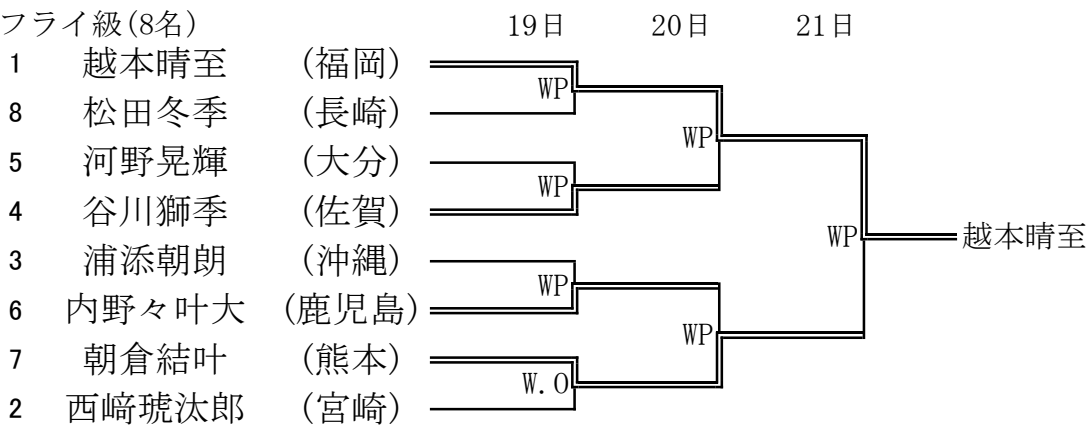 フライ級(8名) 19日 20日 21日
1 越本晴至 (福岡)
WP
8 松田冬季 (長崎)
WP
5 河野晃輝 (大分)
WP
4 谷川獅季 (佐賀)
WP 越本晴至
3 浦添朝朗 (沖縄)
WP
6 内野々叶大 (鹿児島)
WP
7 朝倉結叶 (熊本)
W.O
2 西﨑琥汰郎 (宮崎)